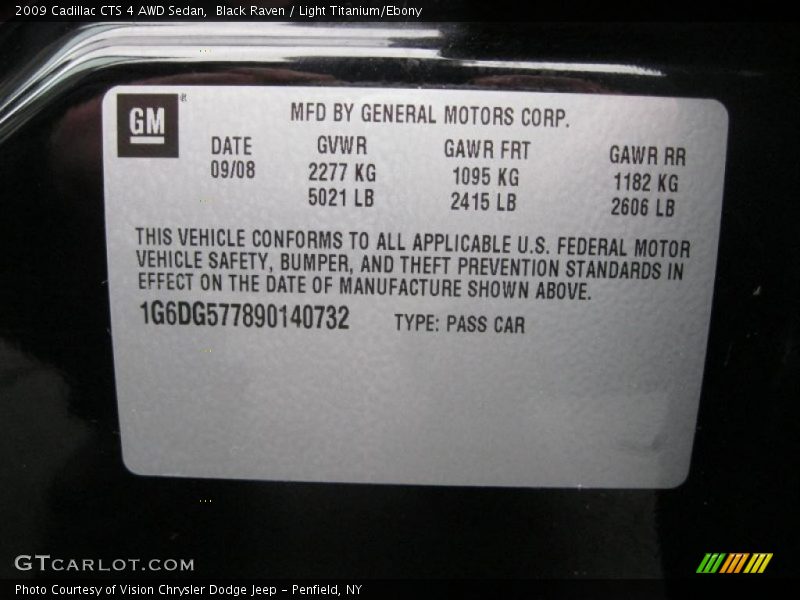 2009 Cadillac CTS 4 AWD Sedan, Black Raven / Light Titanium/Ebony
GM ®
MFD BY GENERAL MOTORS CORP.
DATE GVWR GAWR FRT GAWR RR
09/08 2277 KG 1095 KG 1182 KG
5021 LB 2415 LB 2606 LB
THIS VEHICLE CONFORMS TO ALL APPLICABLE U.S. FEDERAL MOTOR
VEHICLE SAFETY, BUMPER, AND THEFT PREVENTION STANDARDS IN
EFFECT ON THE DATE OF MANUFACTURE SHOWN ABOVE.
1G6DG577890140732 TYPE: PASS CAR
GTCARLOT.COM
Photo Courtesy of Vision Chrysler Dodge Jeep - Penfield, NY